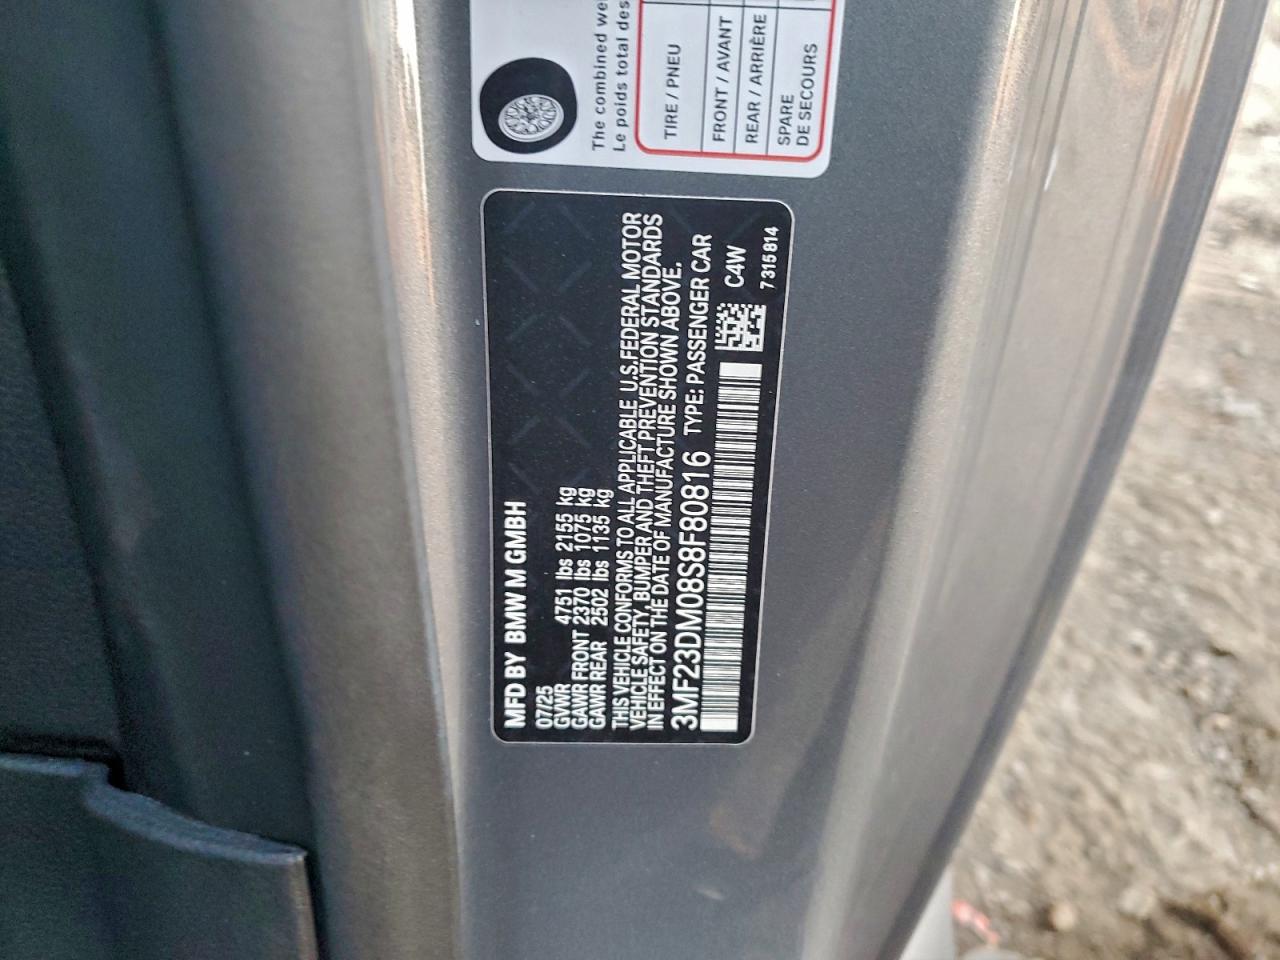 The combined we
Le poids total des
TIRE / PNEU
FRONT / AVANT
REAR / ARRIÈRE
SPARE
DE SECOURS
MFD BY BMW M GMBH
07/25
GVWR 4751 lbs 2155 kg
GAWR FRONT 2370 lbs 1075 kg
GAWR REAR 2502 lbs 1135 kg
THIS VEHICLE CONFORMS TO ALL APPLICABLE U.S.FEDERAL MOTOR
VEHICLE SAFETY, BUMPER AND THEFT PREVENTION STANDARDS
IN EFFECT ON THE DATE OF MANUFACTURE SHOWN ABOVE.
3MF23DM08S8F80816 TYPE: PASSENGER CAR
C4W
7315814